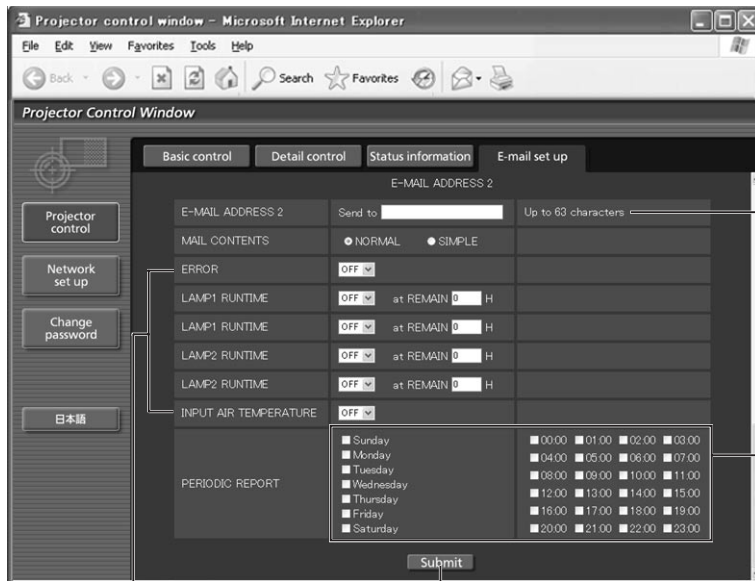 Projector control window - Microsoft Internet Explorer
File Edit View Favorites Tools Help
Back Search Favorites
Projector Control Window
Basic control Detail control Status information E-mail set up
E-MAIL ADDRESS 2
Projector control
Network set up
Change password
日本語
E-MAIL ADDRESS 2 Send to Up to 63 characters
MAIL CONTENTS NORMAL SIMPLE
ERROR OFF
LAMP1 RUNTIME OFF at REMAIN 0 H
LAMP1 RUNTIME OFF at REMAIN 0 H
LAMP2 RUNTIME OFF at REMAIN 0 H
LAMP2 RUNTIME OFF at REMAIN 0 H
INPUT AIR TEMPERATURE OFF
PERIODIC REPORT
Sunday
Monday
Tuesday
Wednesday
Thursday
Friday
Saturday
00:00 01:00 02:00 03:00
04:00 05:00 06:00 07:00
08:00 09:00 10:00 11:00
12:00 13:00 14:00 15:00
16:00 17:00 18:00 19:00
20:00 21:00 22:00 23:00
Submit